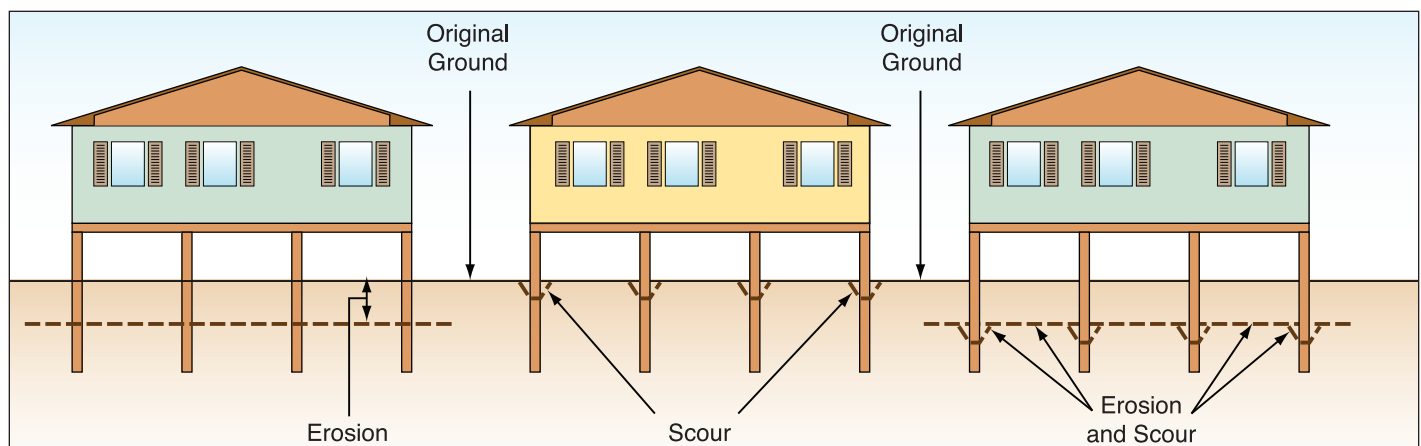 Original
Ground
Original
Ground
Erosion
Scour
Erosion
and Scour